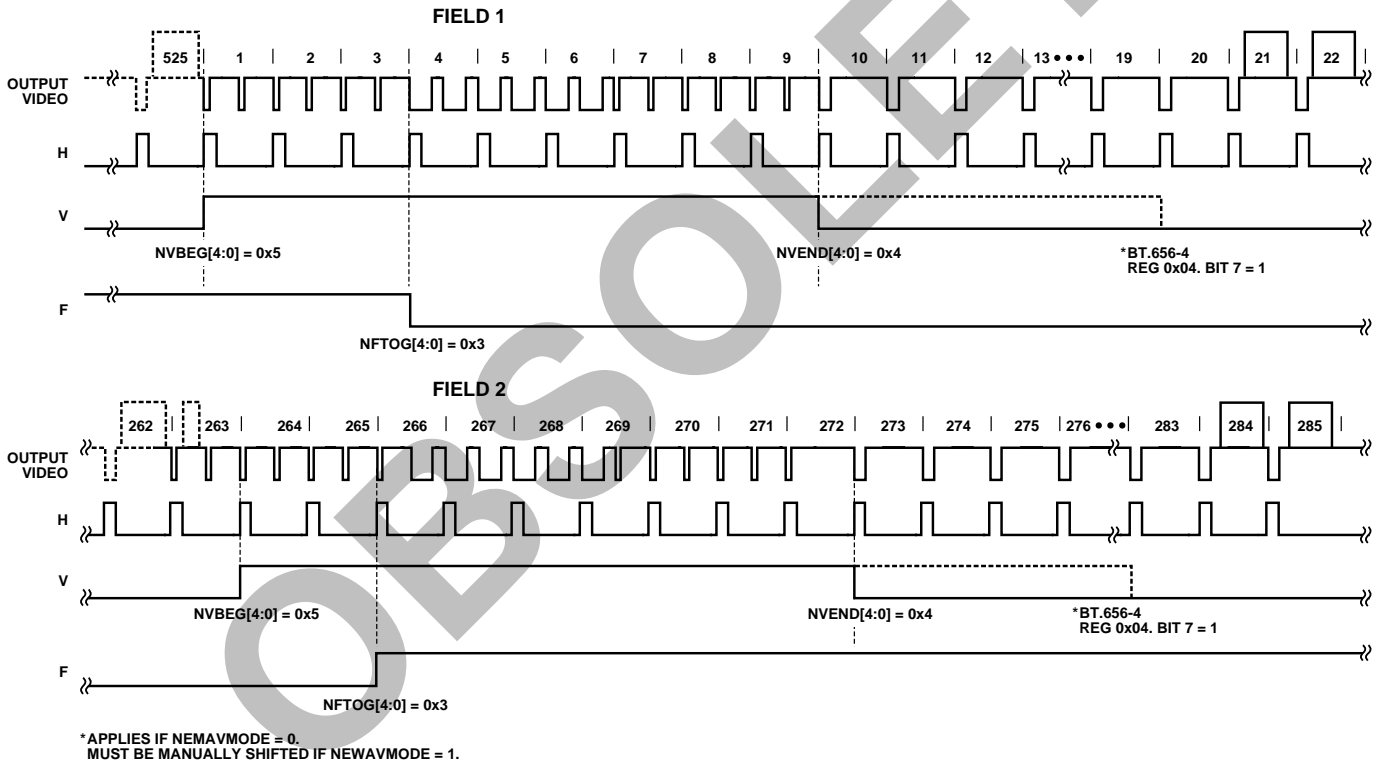 FIELD 1
525 | 1 | 2 | 3 | 4 | 5 | 6 | 7 | 8 | 9 | 10 | 11 | 12 | 13 ••• | 19 | 20 | 21 | 22 |
OUTPUT
VIDEO
H
V
NVBEG[4:0] = 0x5
NVEND[4:0] = 0x4
*BT.656-4
REG 0x04. BIT 7 = 1
F
NFTOG[4:0] = 0x3
FIELD 2
262 | 263 | 264 | 265 | 266 | 267 | 268 | 269 | 270 | 271 | 272 | 273 | 274 | 275 | 276 ••• | 283 | 284 | 285 |
OUTPUT
VIDEO
H
V
NVBEG[4:0] = 0x5
NVEND[4:0] = 0x4
*BT.656-4
REG 0x04. BIT 7 = 1
F
NFTOG[4:0] = 0x3
*APPLIES IF NEMAVMODE = 0.
MUST BE MANUALLY SHIFTED IF NEWAVMODE = 1.
OBSOLE